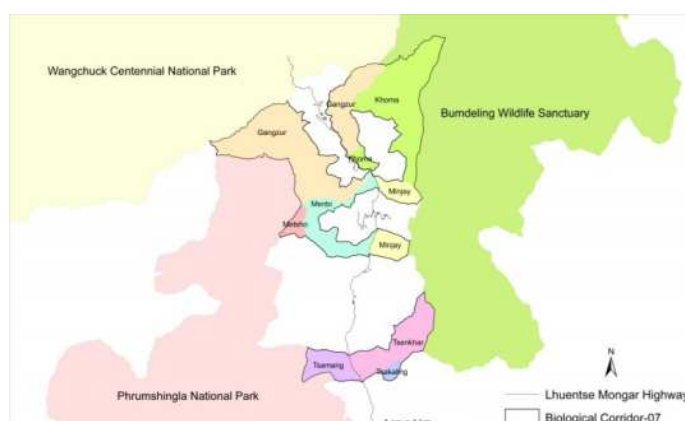 Wangchuck Centennial National Park
Gangzur
Khoma
Bumdeling Wildlife Sanctuary
Gangzur
Khoma
Minjay
Menbi
Metsho
Minjay
Tsenkhar
Tsamang
N
Phrumshingla National Park
Lhuentse Mongar Highway
Biological Corridor-07